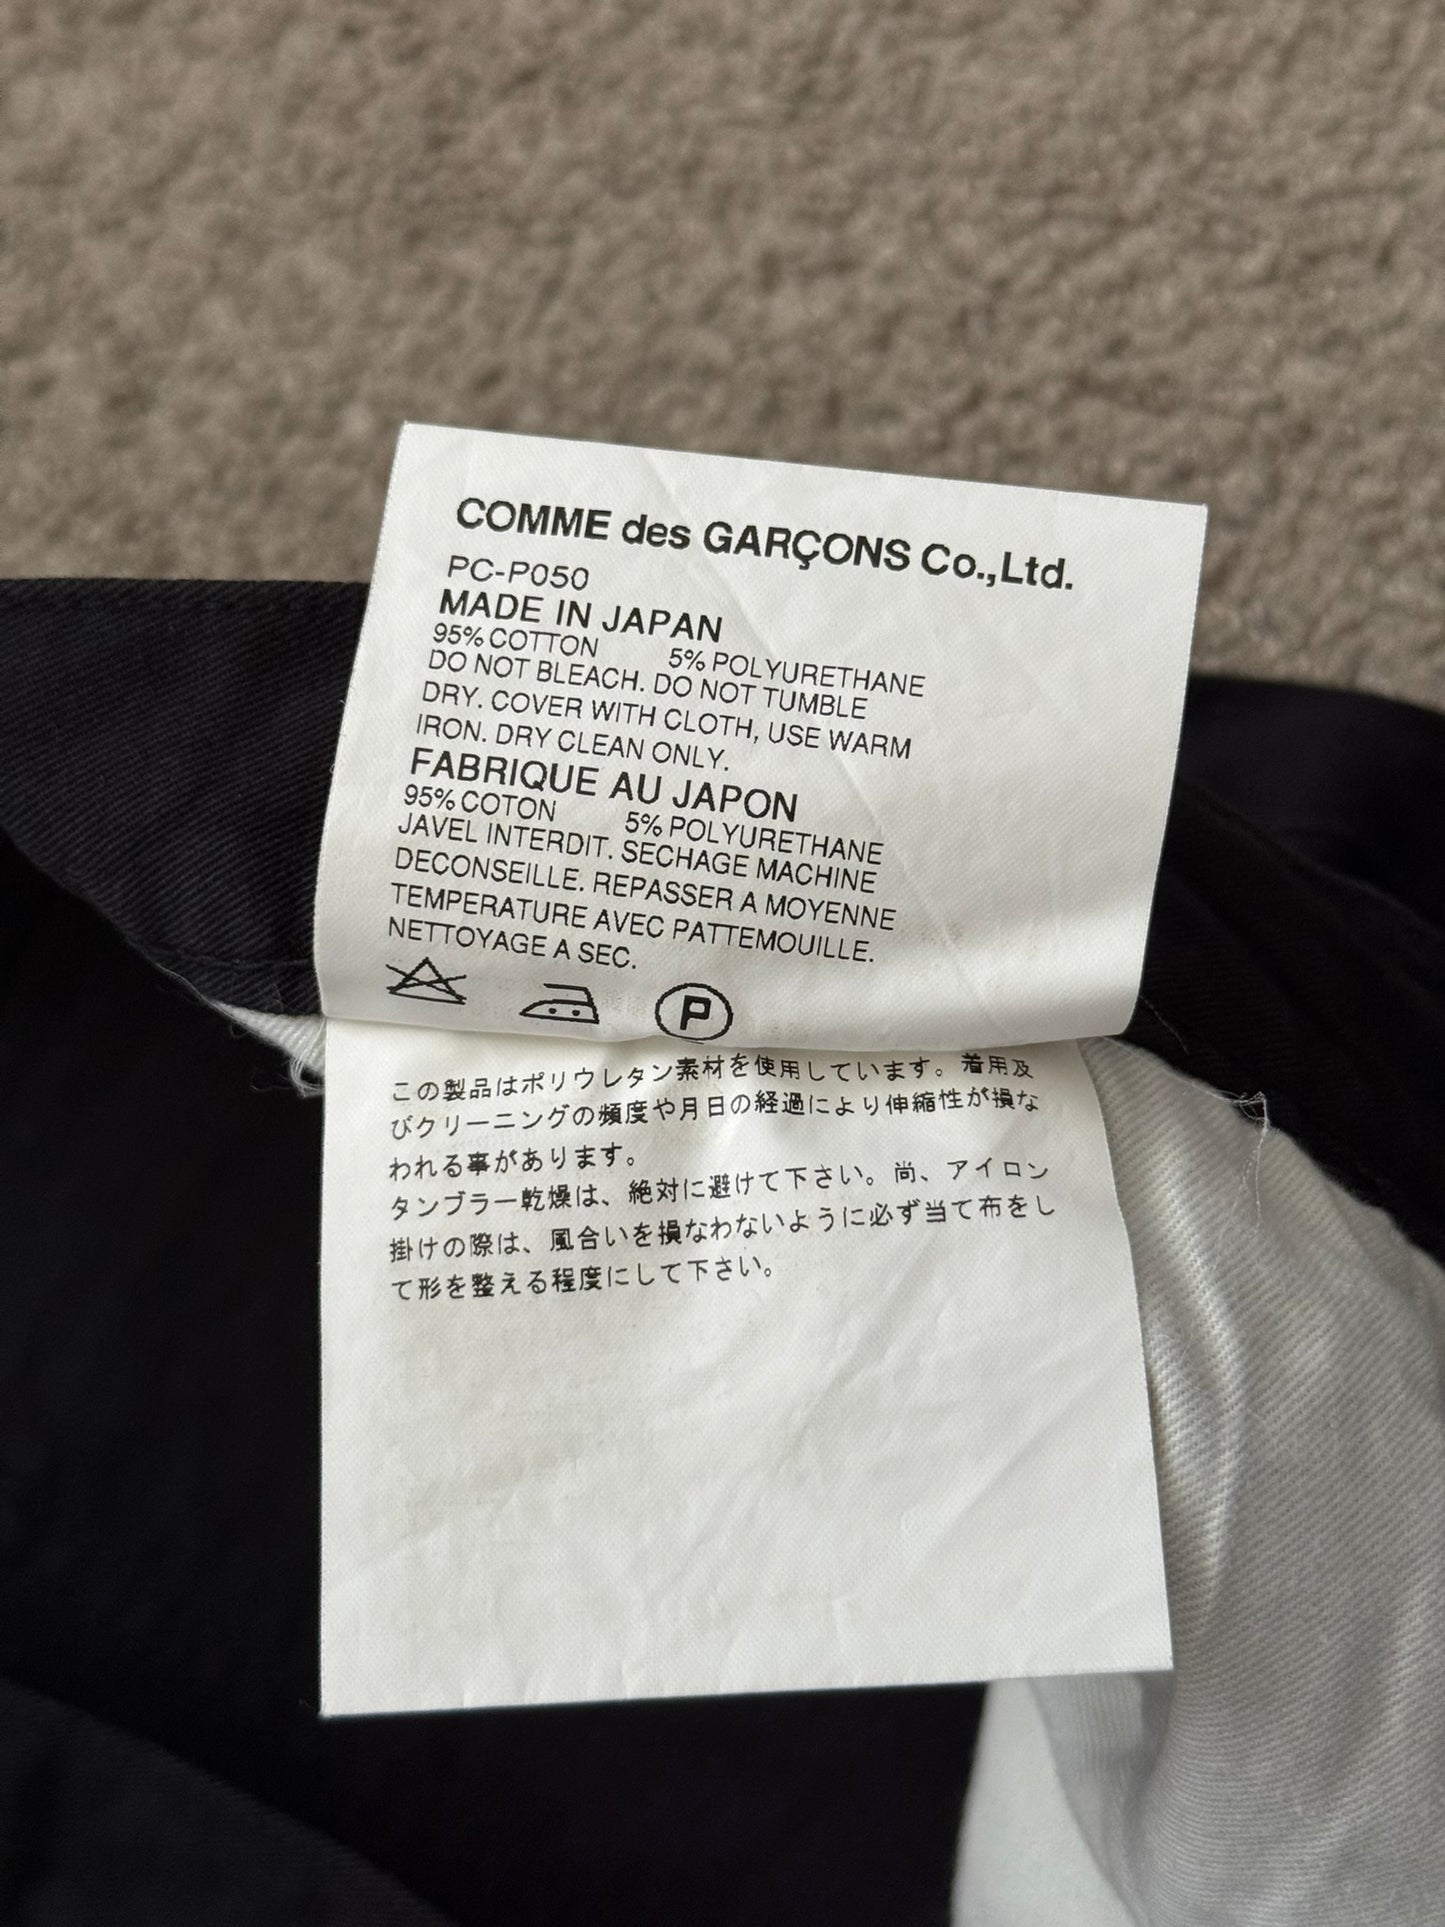 COMME des GARÇONS Co.,Ltd.
PC-P050
MADE IN JAPAN
95% COTTON 5% POLYURETHANE
DO NOT BLEACH. DO NOT TUMBLE
DRY. COVER WITH CLOTH, USE WARM
IRON. DRY CLEAN ONLY.
FABRIQUE AU JAPON
95% COTON 5% POLYURETHANE
JAVEL INTERDIT. SECHAGE MACHINE
DECONSEILLE. REPASSER A MOYENNE
TEMPERATURE AVEC PATTEMOUILLE.
NETTOYAGE A SEC.
P
この製品はポリウレタン素材を使用しています。着用及
びクリーニングの頻度や月日の経過により伸縮性が損な
われる事があります。
タンブラー乾燥は、絶対に避けて下さい。尚、アイロン
掛けの際は、風合いを損なわないように必ず当て布をし
て形を整える程度にして下さい。